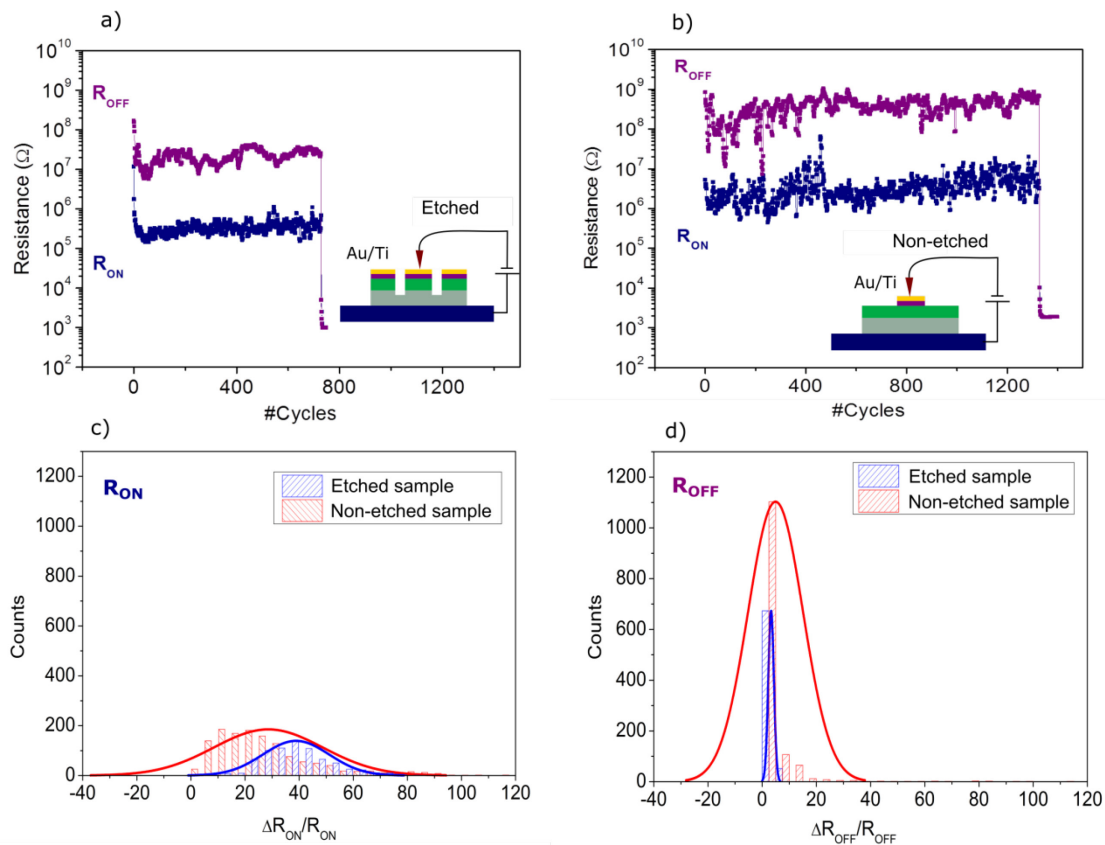 a)
10^10
10^9
10^8
10^7
10^6
10^5
10^4
10^3
10^2
Resistance (Ω)
R_OFF
R_ON
Etched
Au/Ti
0 400 800 1200
#Cycles
b)
10^10
10^9
10^8
10^7
10^6
10^5
10^4
10^3
10^2
Resistance (Ω)
R_OFF
R_ON
Non-etched
Au/Ti
0 400 800 1200
#Cycles
c)
1200
1000
800
600
400
200
0
Counts
R_ON
Etched sample
Non-etched sample
-40 -20 0 20 40 60 80 100 120
ΔR_ON/R_ON
d)
1200
1000
800
600
400
200
0
Counts
R_OFF
Etched sample
Non-etched sample
-40 -20 0 20 40 60 80 100 120
ΔR_OFF/R_OFF